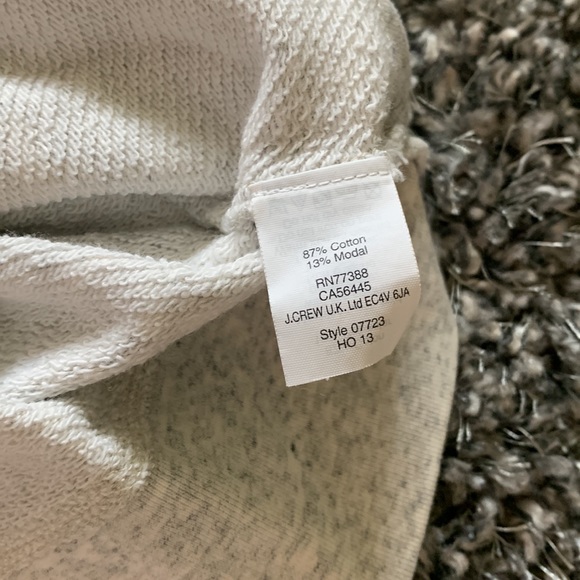 87% Cotton
13% Modal
RN77388
CA56445
J.CREW U.K. Ltd EC4V 6JA
Style 07723
HO 13